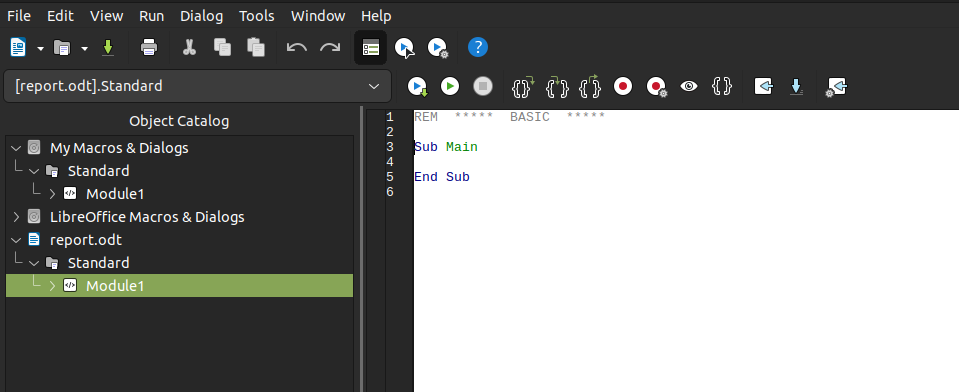 File Edit View Run Dialog Tools Window Help
[report.odt].Standard
Object Catalog
My Macros & Dialogs
Standard
Module1
LibreOffice Macros & Dialogs
report.odt
Standard
Module1
1 REM ***** BASIC *****
2
3 Sub Main
4
5 End Sub
6